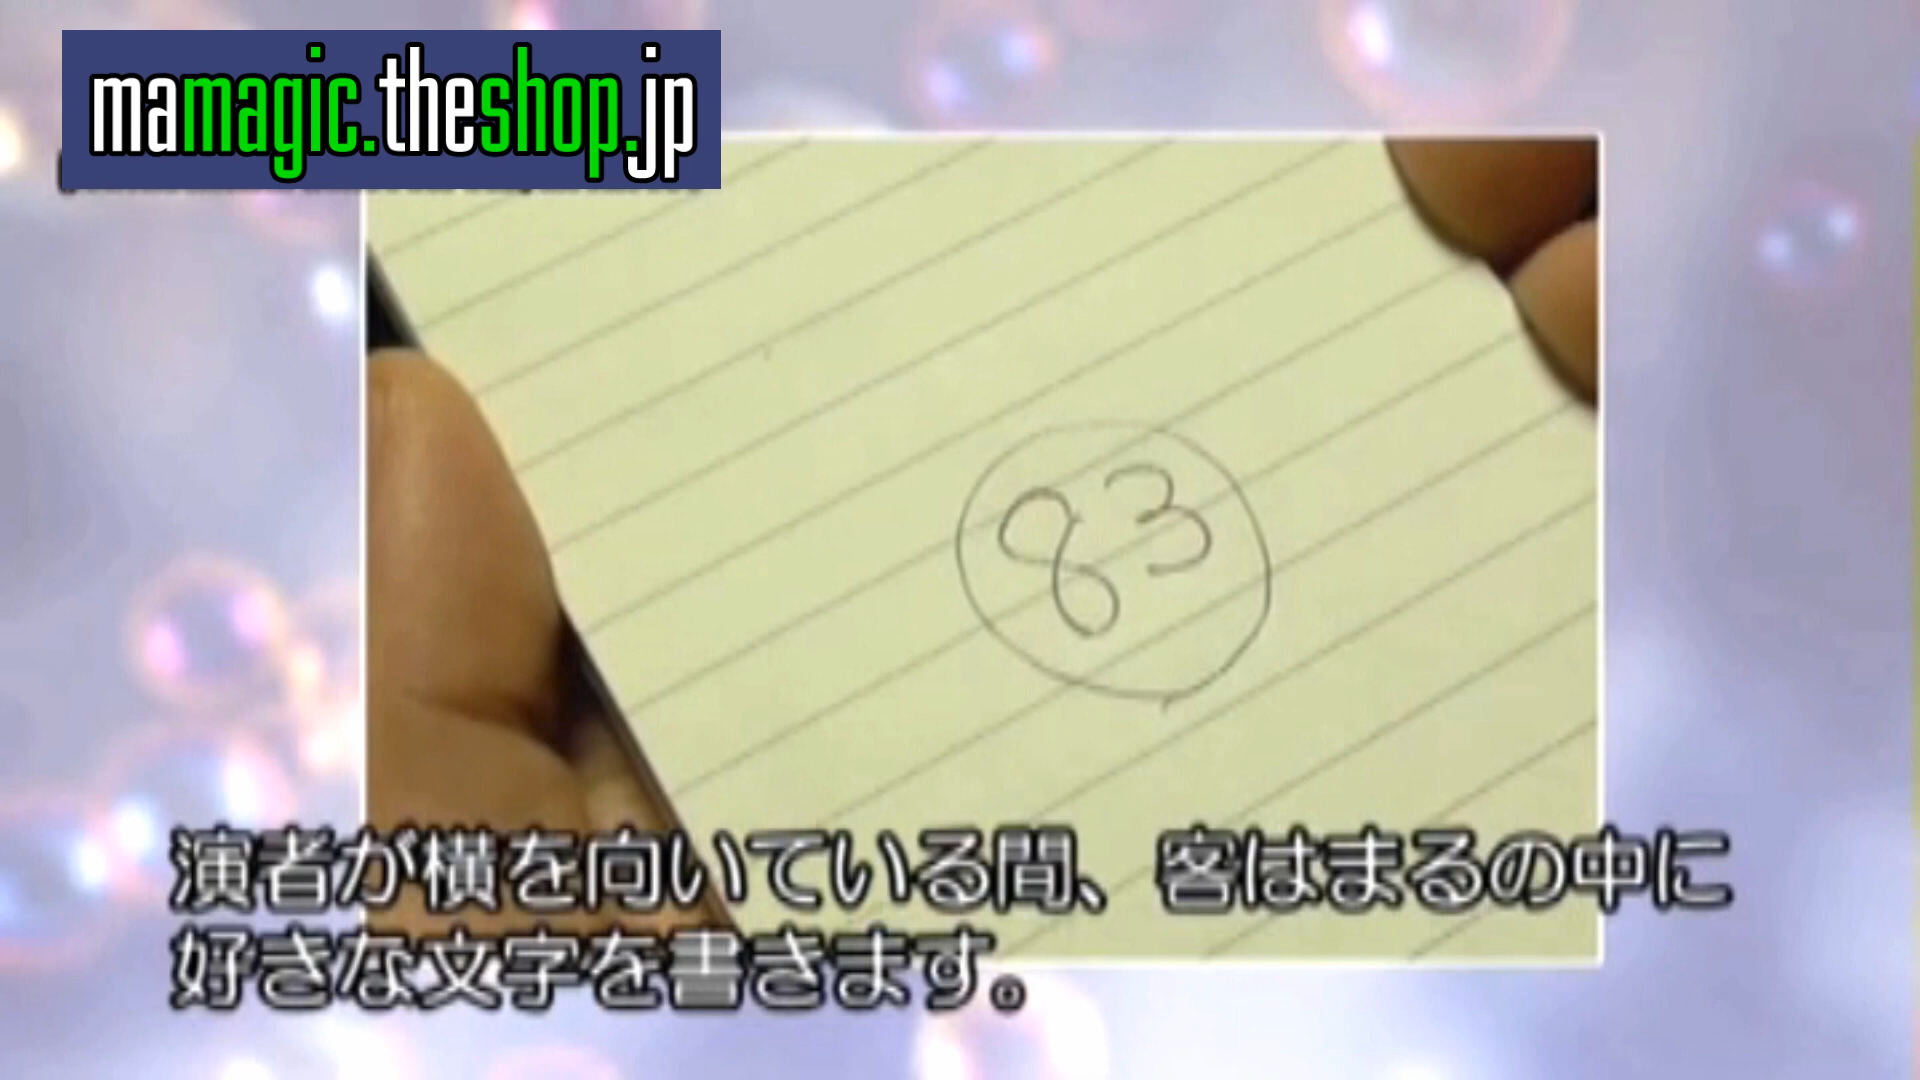 mamagic.theshop.jp
83
演者が横を向いている間、客はまるの中に
好きな文字を書きます。